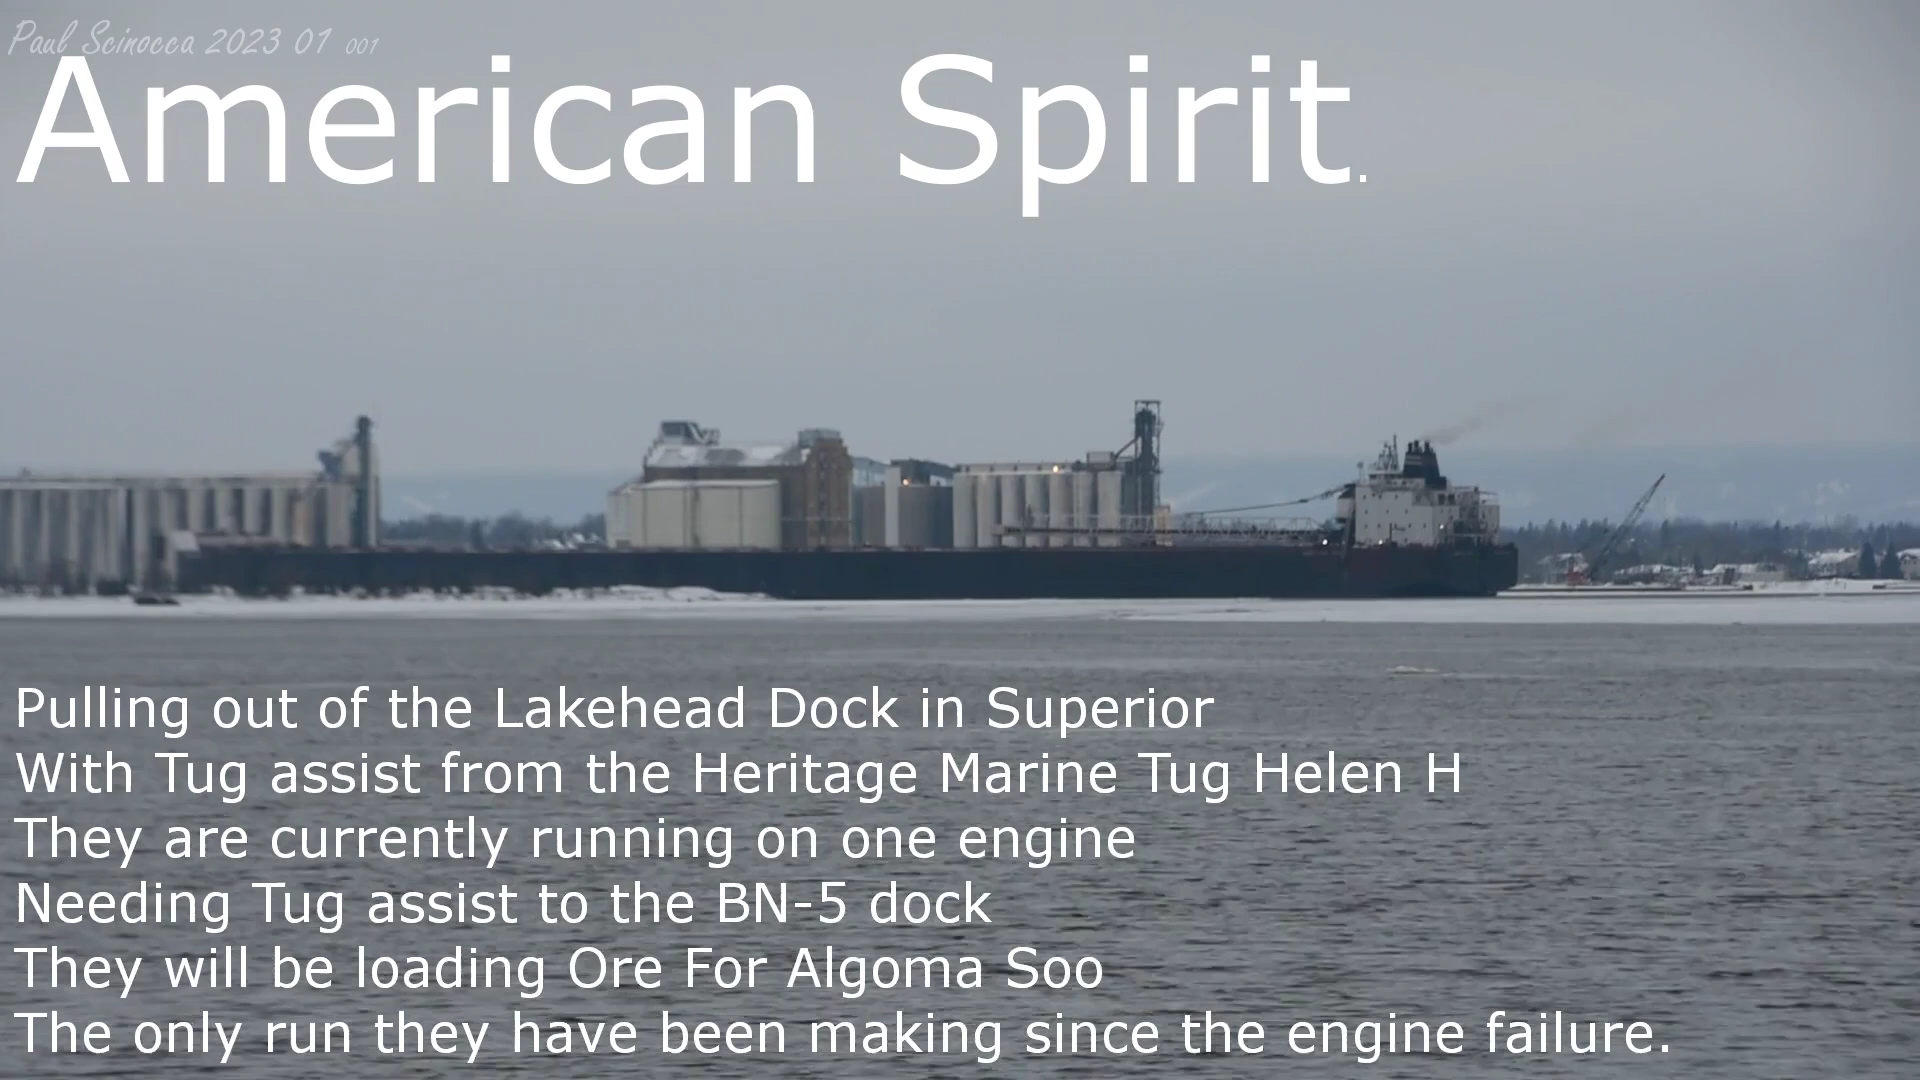 Paul Scinocca 2023 01 001
American Spirit.
Pulling out of the Lakehead Dock in Superior
With Tug assist from the Heritage Marine Tug Helen H
They are currently running on one engine
Needing Tug assist to the BN-5 dock
They will be loading Ore For Algoma Soo
The only run they have been making since the engine failure.